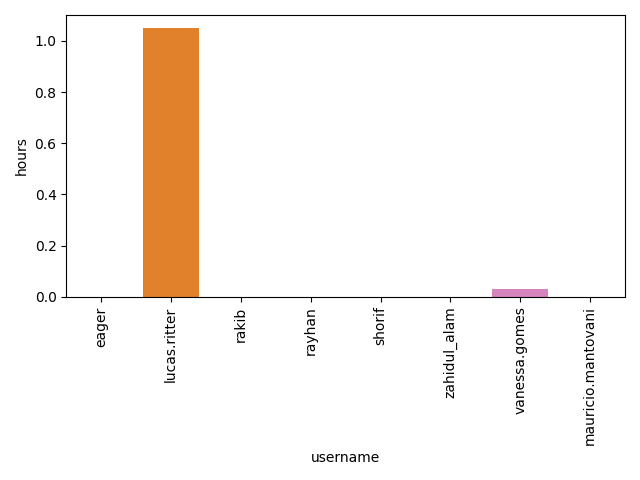 1.0
0.8
0.6
0.4
0.2
0.0
hours
eager
lucas.ritter
rakib
rayhan
shorif
zahidul_alam
vanessa.gomes
mauricio.mantovani
username